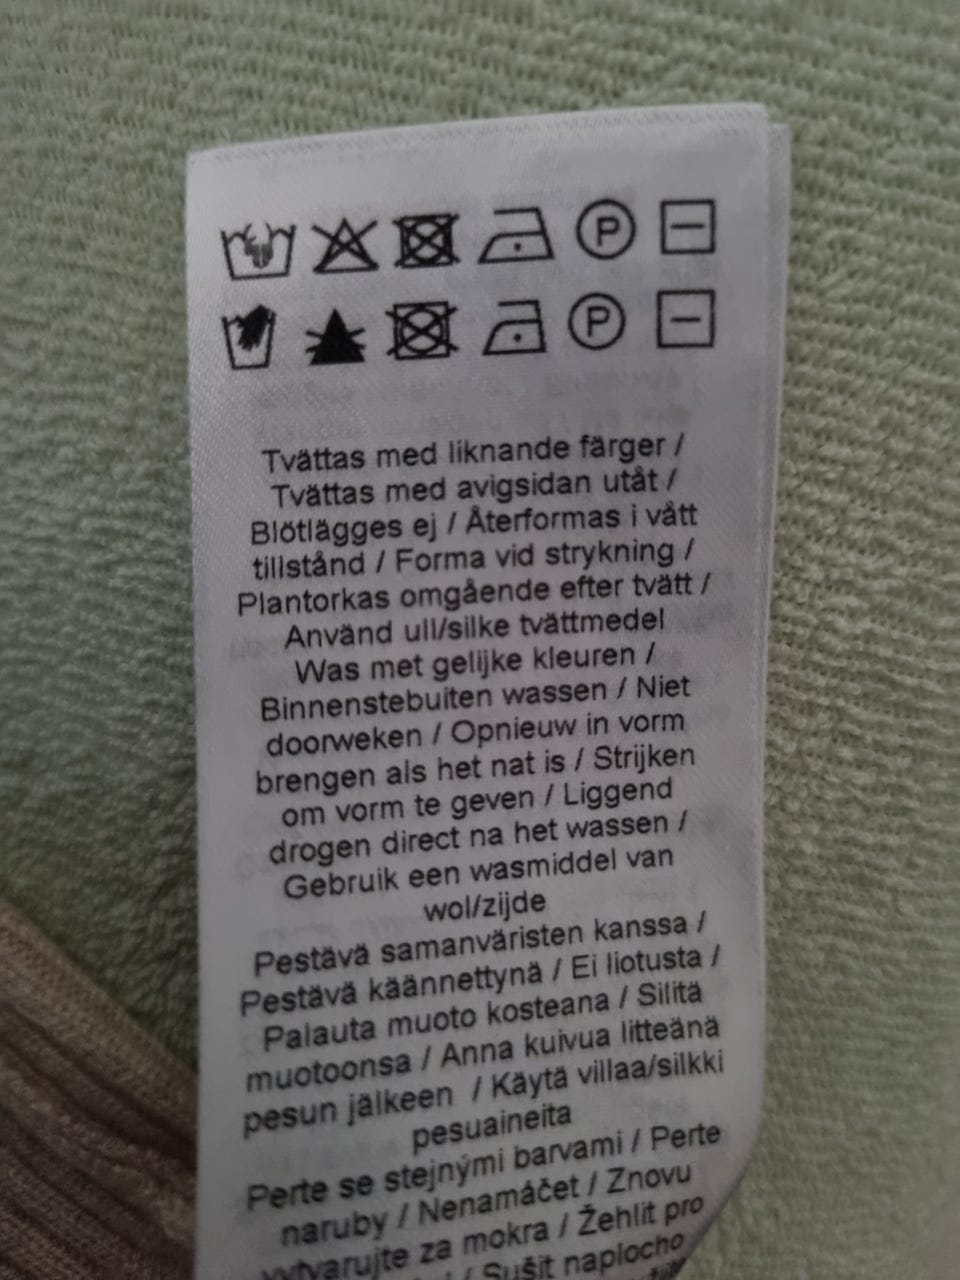 P
P
Tvättas med liknande färger /
Tvättas med avigsidan utåt /
Blötlägges ej / Återformas i vått
tillstånd / Forma vid strykning /
Plantorkas omgående efter tvätt /
Använd ull/silke tvättmedel
Was met gelijke kleuren /
Binnenstebuiten wassen / Niet
doorweken / Opnieuw in vorm
brengen als het nat is / Strijken
om vorm te geven / Liggend
drogen direct na het wassen /
Gebruik een wasmiddel van
wol/zijde
Pestävä samanväristen kanssa /
Pestävä käännettynä / Ei liotusta /
Palauta muoto kosteana / Silitä
muotoonsa / Anna kuivua litteänä
pesun jälkeen / Käytä villaa/silkki
pesuaineita
Perte se stejnými barvami / Perte
naruby / Nenamáčet / Znovu
vytvarujte za mokra / Žehlit pro
/ Sušit naplocho